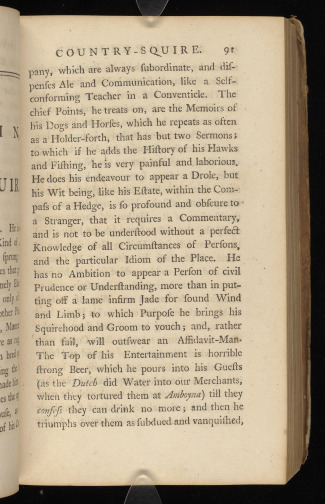 COUNTRY-SQUIRE. 91
pany, which are always ſubordinate, and diſ-
penſes Ale and Communication, like a Self-
conforming Teacher in a Conventicle. The
chief Points, he treats on, are the Memoirs of
his Dogs and Horſes, which he repeats as often
as a Holder-forth, that has but two Sermons;
to which if he adds the Hiſtory of his Hawks
and Fiſhing, he is very painful and laborious.
He does his endeavour to appear a Drole, but
his Wit being, like his Eſtate, within the Com-
paſs of a Hedge, is ſo profound and obſcure to
a Stranger, that it requires a Commentary,
and is not to be underſtood without a perfect
Knowledge of all Circumſtances of Perſons,
and the particular Idiom of the Place. He
has no Ambition to appear a Perſon of civil
Prudence or Underſtanding, more than in put-
ting off a lame infirm Jade for ſound Wind
and Limb; to which Purpoſe he brings his
Squirehood and Groom to vouch; and, rather
than fail, will outſwear an Affidavit-Man.
The Top of his Entertainment is horrible
ſtrong Beer, which he pours into his Gueſts
(as the Dutch did Water into our Merchants,
when they tortured them at Amboyna) till they
confeſs they can drink no more; and then he
triumphs over them as ſubdued and vanquiſhed,